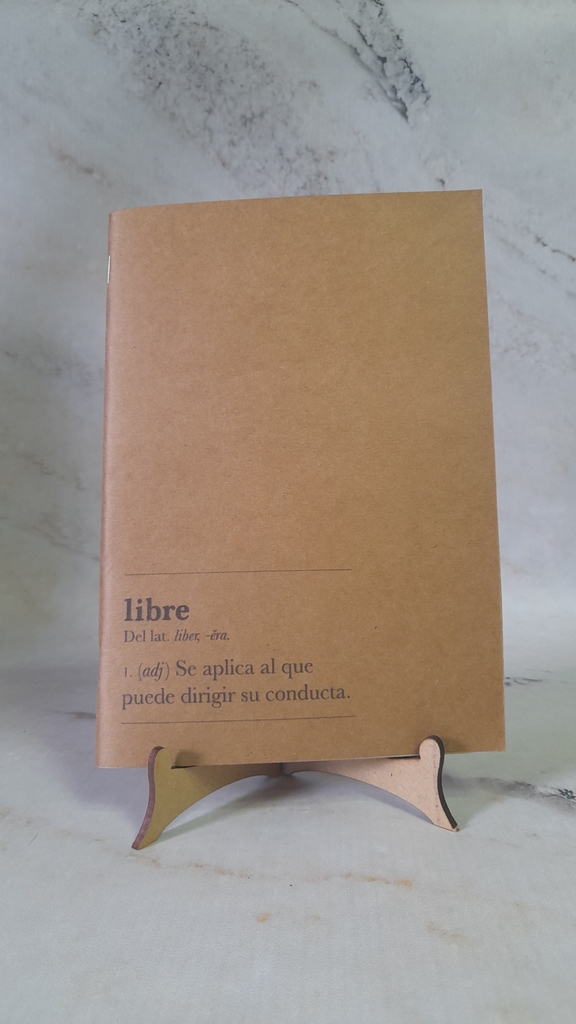 libre
Del lat. liber, -ĕra.
1. (adj) Se aplica al que
puede dirigir su conducta.